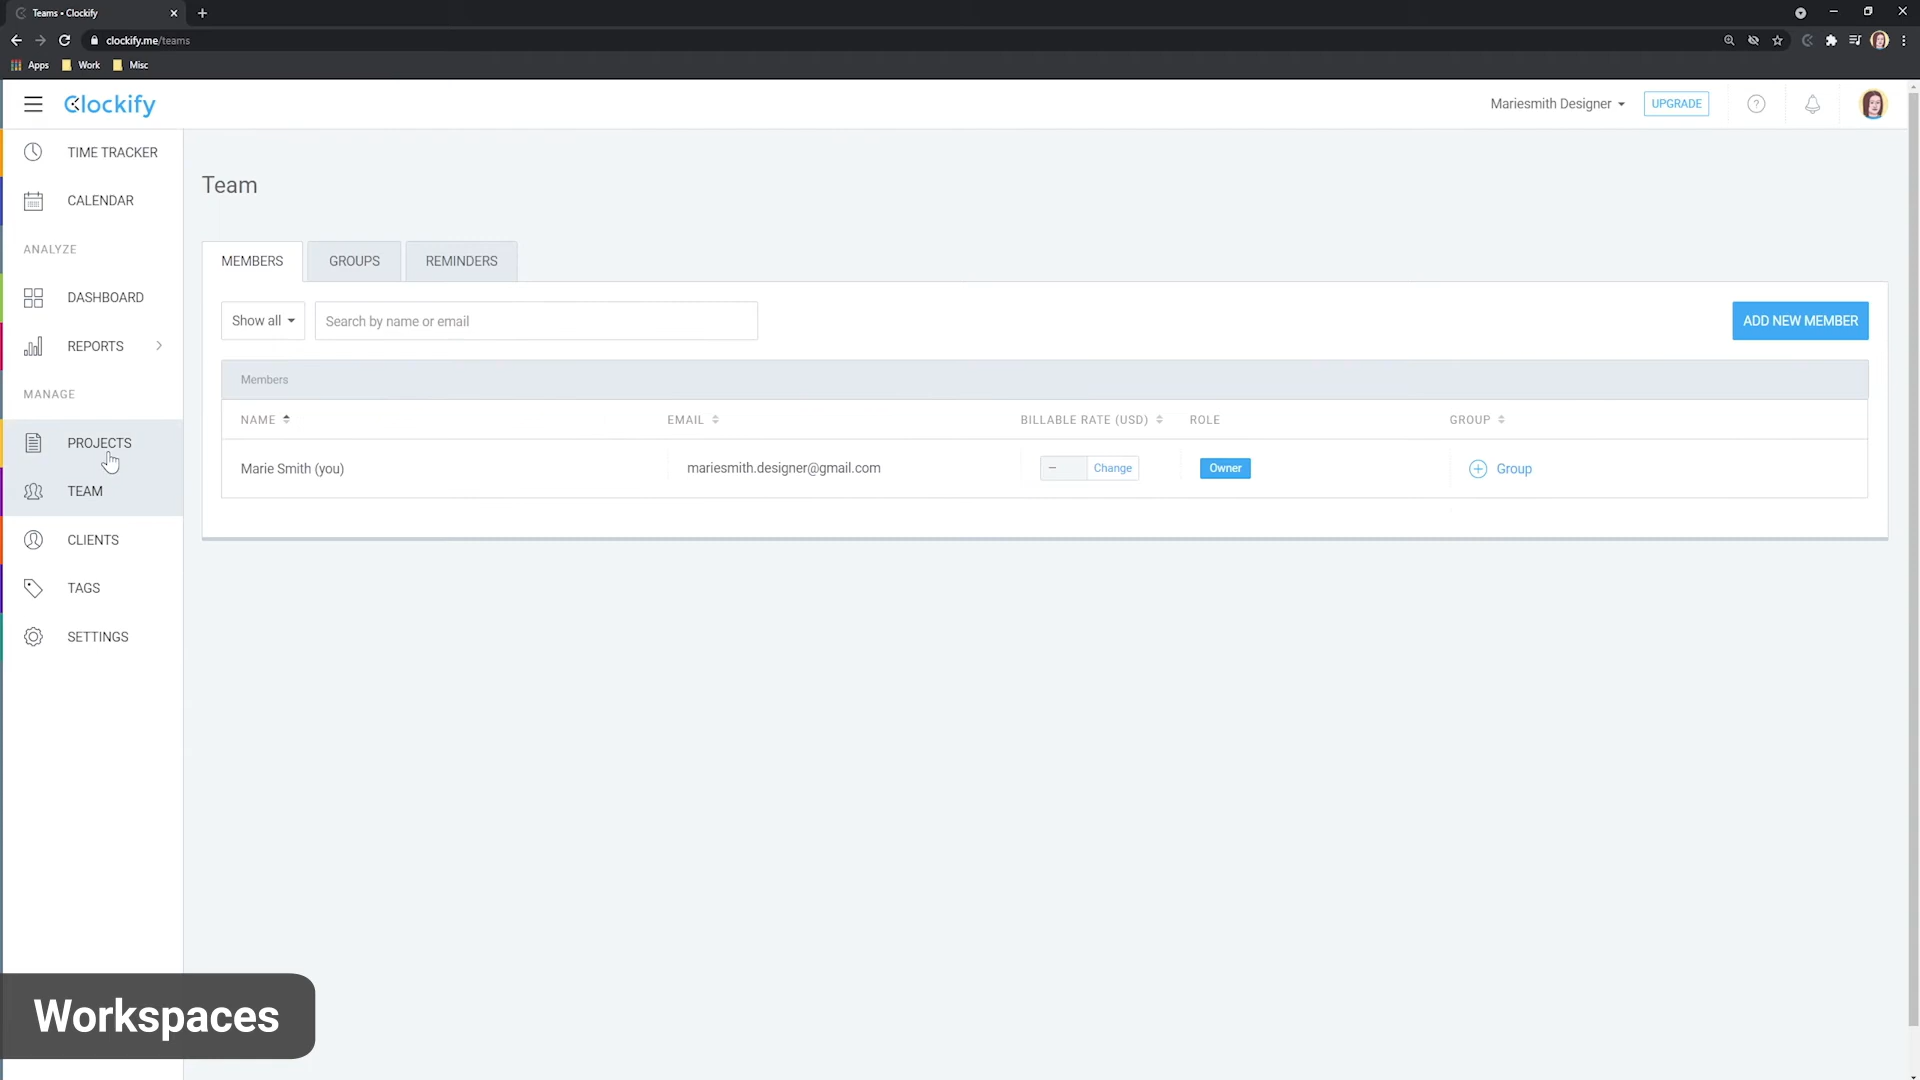 Teams • Clockify
clockify.me/teams
Apps
Work
Misc
Clockify
Mariesmith Designer
UPGRADE
TIME TRACKER
CALENDAR
ANALYZE
DASHBOARD
REPORTS
MANAGE
PROJECTS
TEAM
CLIENTS
TAGS
SETTINGS
Team
MEMBERS
GROUPS
REMINDERS
Show all
Search by name or email
ADD NEW MEMBER
Members
NAME
EMAIL
BILLABLE RATE (USD)
ROLE
GROUP
Marie Smith (you)
mariesmith.designer@gmail.com
–
Change
Owner
Group
Workspaces